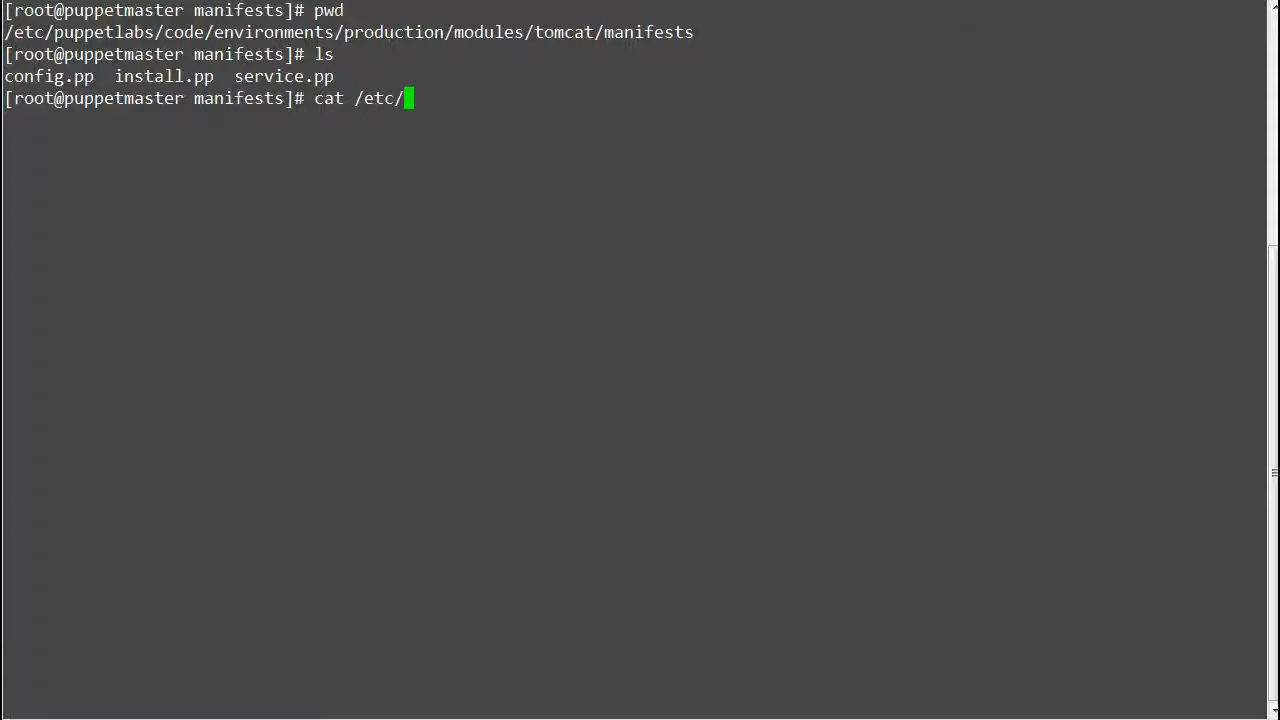 [root@puppetmaster manifests]# pwd
/etc/puppetlabs/code/environments/production/modules/tomcat/manifests
[root@puppetmaster manifests]# ls
config.pp  install.pp  service.pp
[root@puppetmaster manifests]# cat /etc/